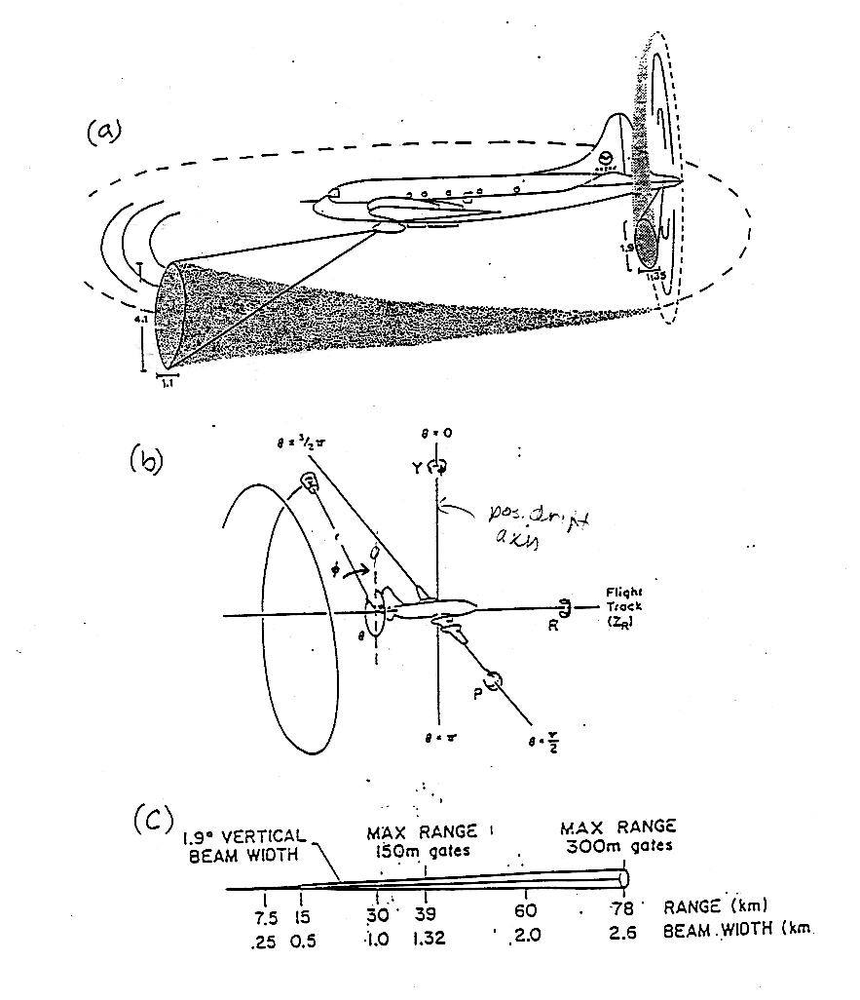 (a)
1.9
1.35
4.1
1.1
(b)
θ = 3/2 π
θ = 0
Y
pos. drift
axis
r
ϕ
θ
Flight
Track
(Z_R)
R
P
θ = π
θ = π/2
(c)
1.9° VERTICAL
BEAM WIDTH
MAX RANGE
150m gates
MAX RANGE
300m gates
7.5 15 30 39 60 78 RANGE (km)
.25 0.5 1.0 1.32 2.0 2.6 BEAM WIDTH (km